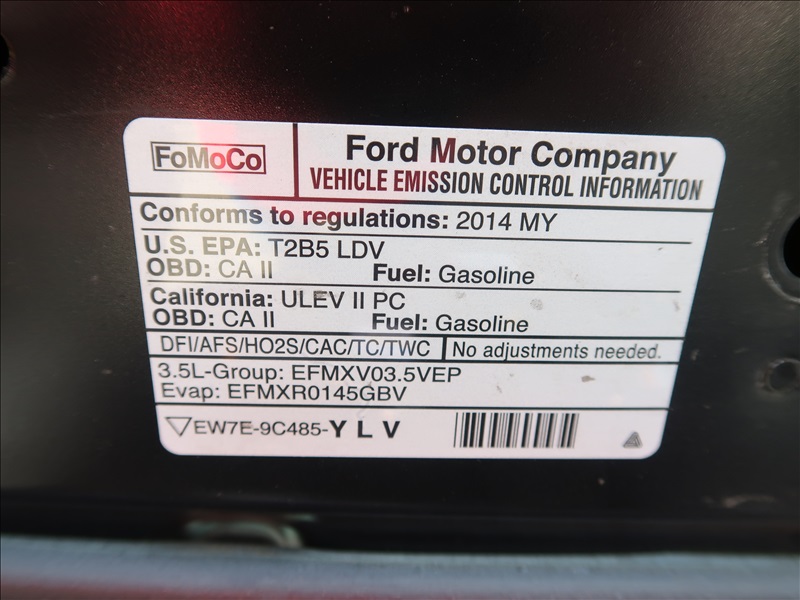 FoMoCo
Ford Motor Company
VEHICLE EMISSION CONTROL INFORMATION
Conforms to regulations: 2014 MY
U.S. EPA: T2B5 LDV
OBD: CA II Fuel: Gasoline
California: ULEV II PC
OBD: CA II Fuel: Gasoline
DFI/AFS/HO2S/CAC/TC/TWC No adjustments needed.
3.5L-Group: EFMXV03.5VEP
Evap: EFMXR0145GBV
EW7E-9C485-Y L V